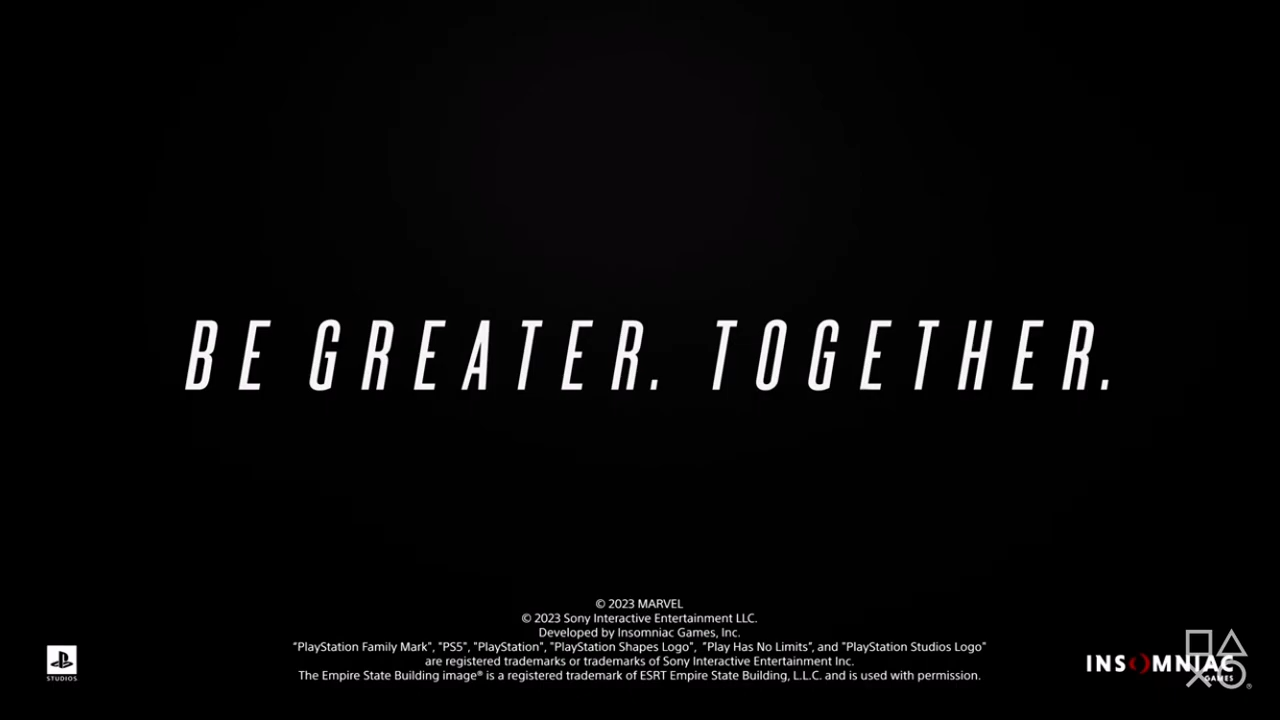 BE GREATER. TOGETHER.
© 2023 MARVEL
© 2023 Sony Interactive Entertainment LLC.
Developed by Insomniac Games, Inc.
"PlayStation Family Mark", "PS5", "PlayStation", "PlayStation Shapes Logo", "Play Has No Limits", and "PlayStation Studios Logo"
are registered trademarks or trademarks of Sony Interactive Entertainment Inc.
The Empire State Building image® is a registered trademark of ESRT Empire State Building, L.L.C. and is used with permission.
STUDIOS
INSOMNIAC
GAMES
®